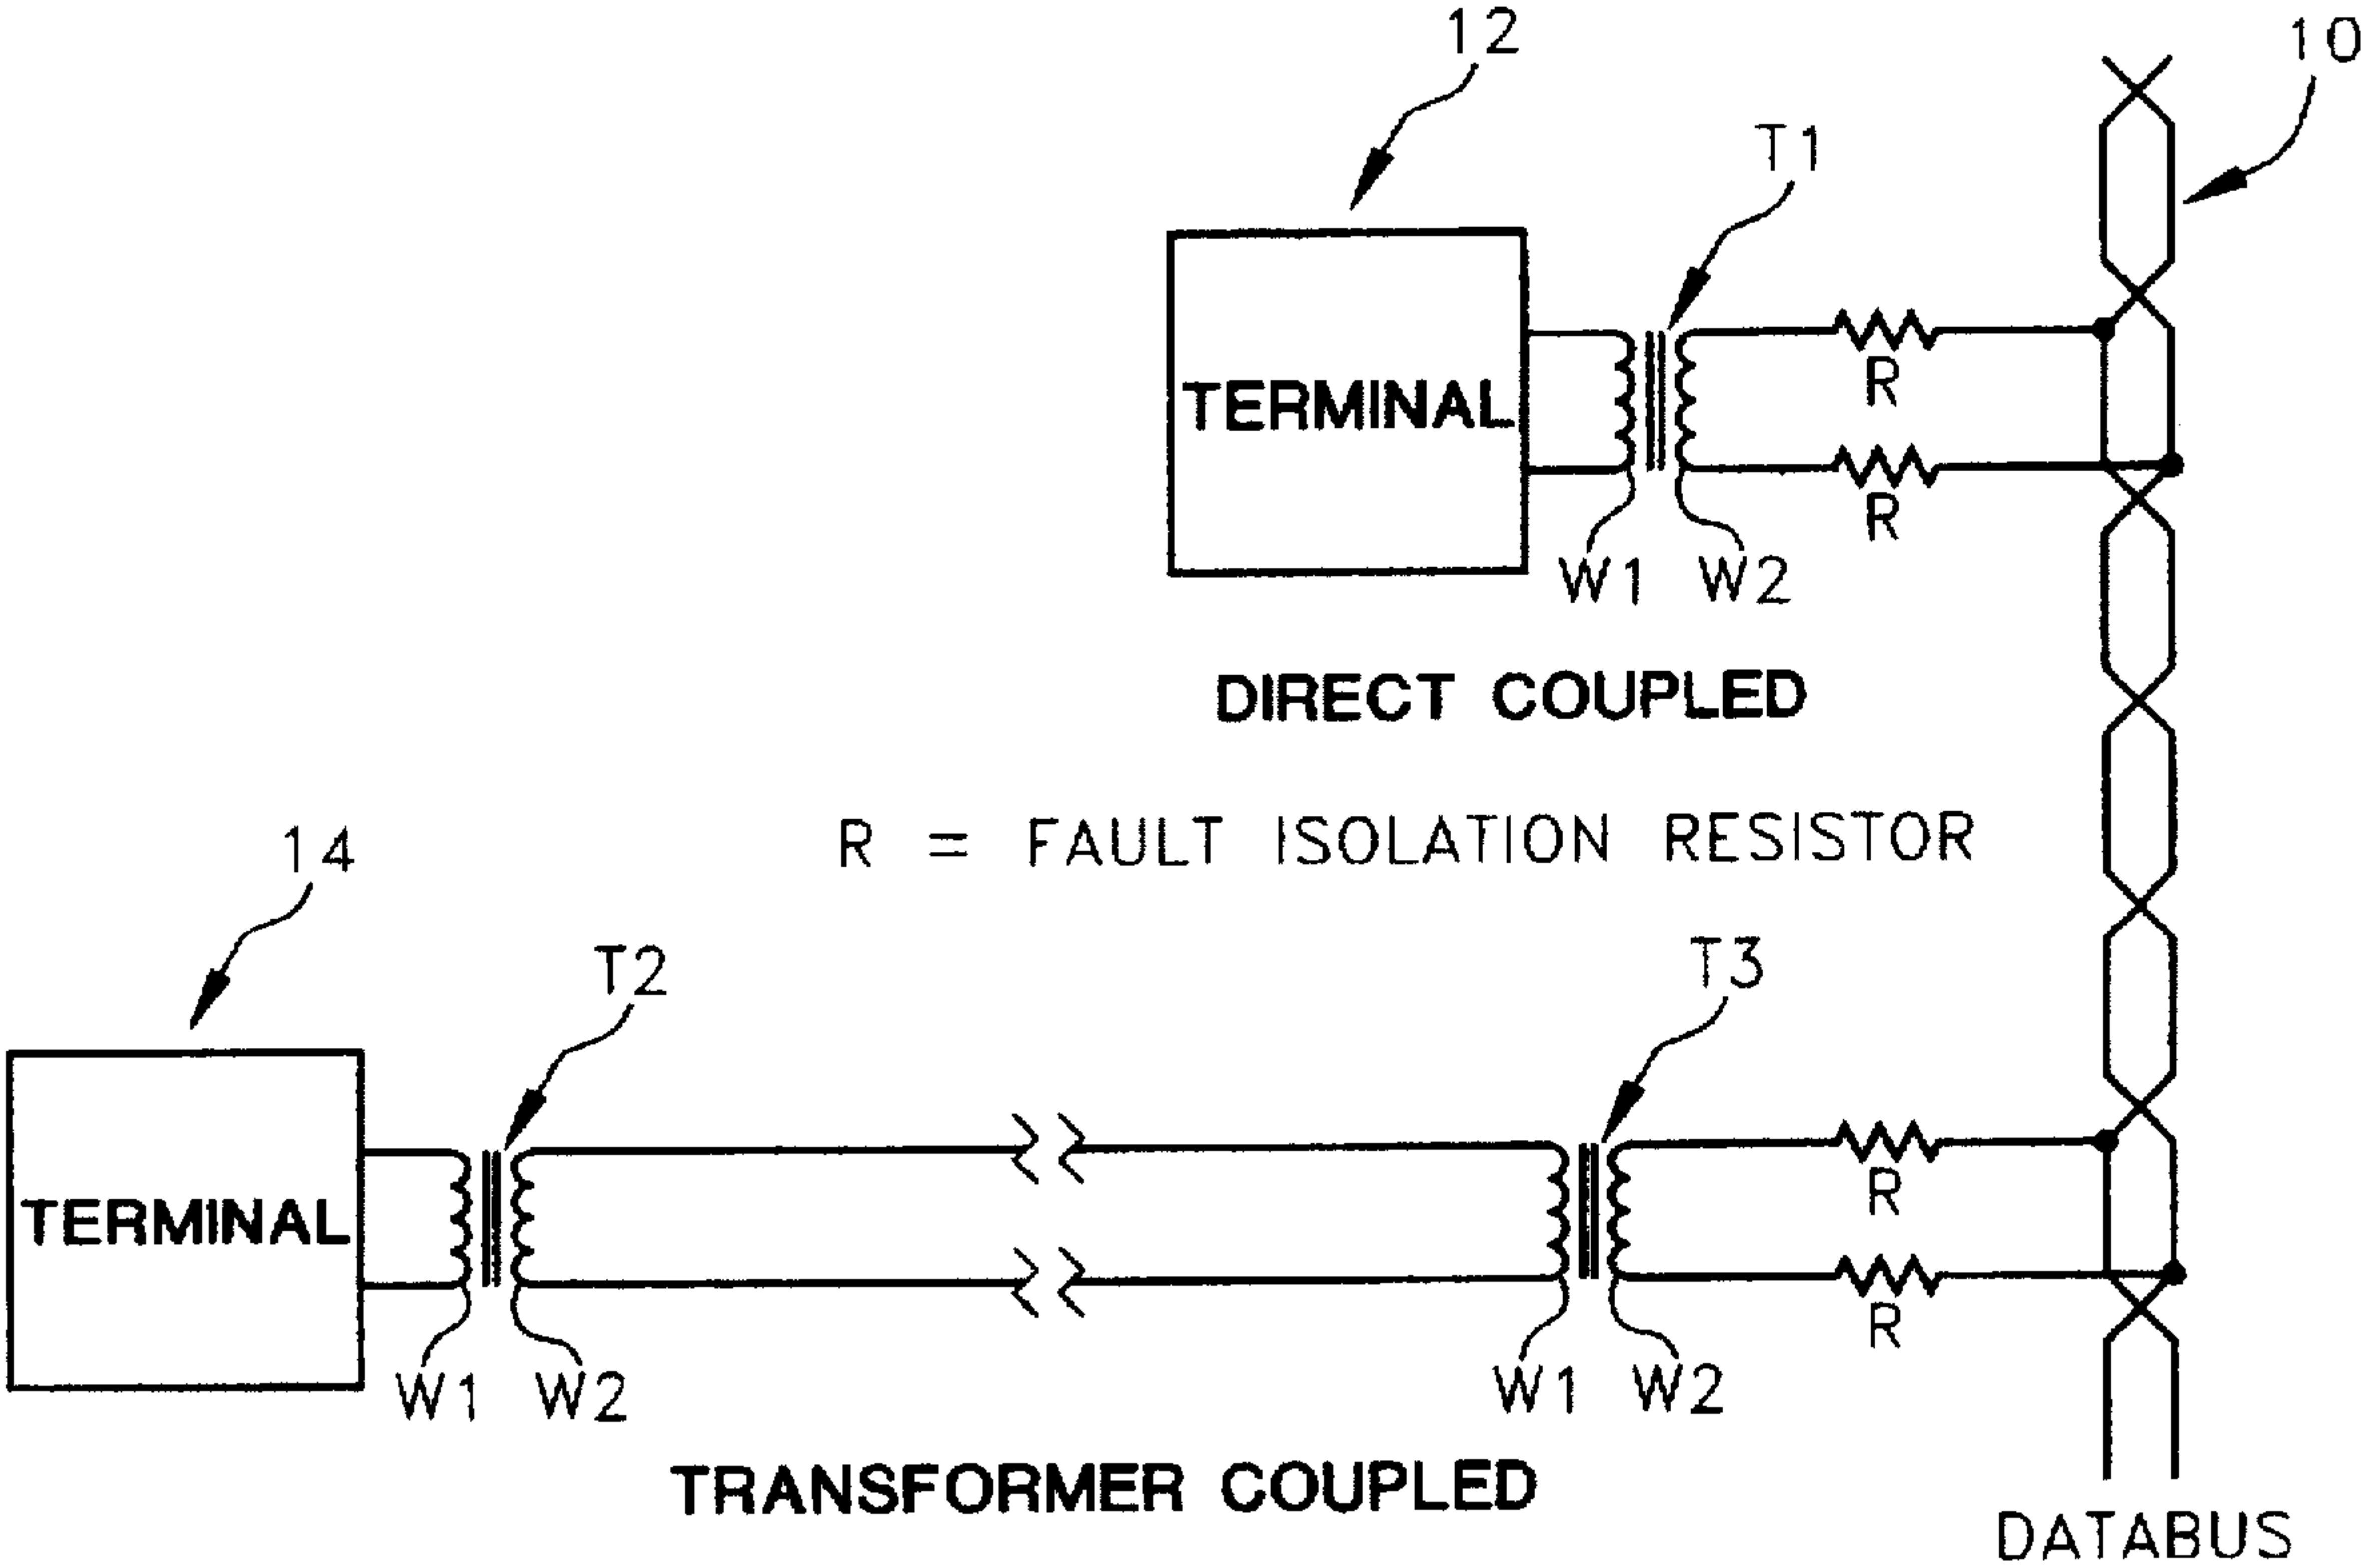 12
10
T1
TERMINAL
R
R
W1 W2
DIRECT COUPLED
R = FAULT ISOLATION RESISTOR
14
T2
T3
TERMINAL
R
R
W1 W2
W1 W2
TRANSFORMER COUPLED
DATABUS